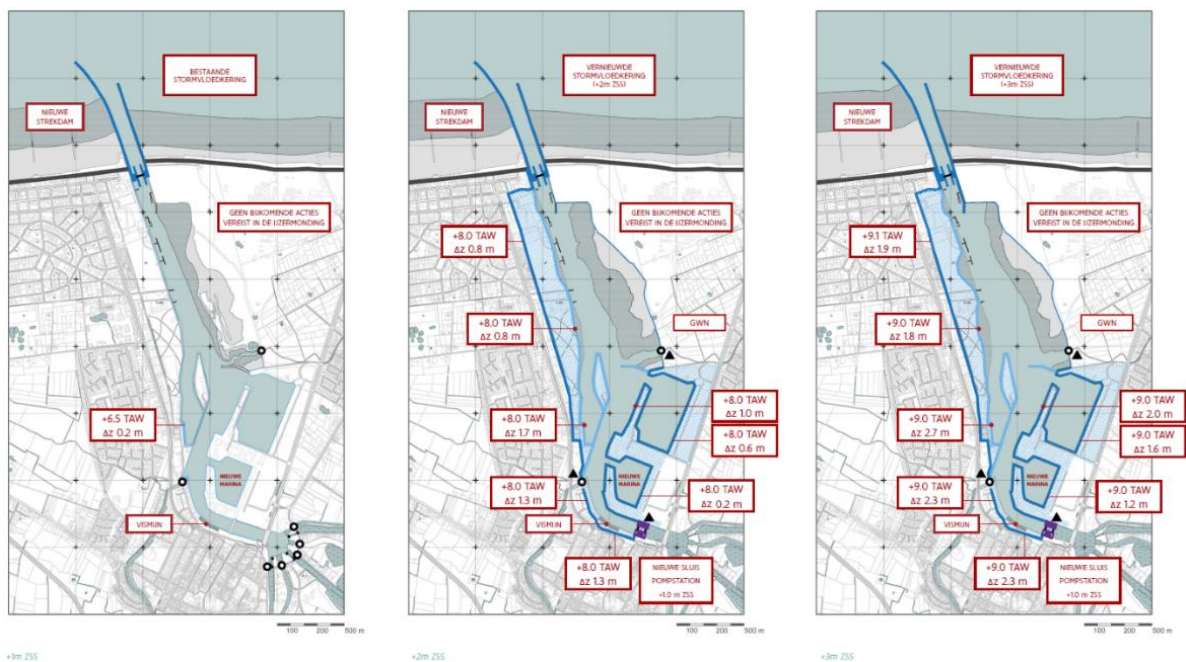 BESTAANDE
STORMVLOEDKERING
NIEUWE
STREKDAM
GEEN BIJKOMENDE ACTIES
VEREIST IN DE IJZERMONDING
+6.5 TAW
Δz 0.2 m
NIEUWE
MARINA
VISMIJN
100 200 500 m
+1m ZSS
VERNIEUWDE
STORMVLOEDKERING
(+2m ZSS)
NIEUWE
STREKDAM
GEEN BIJKOMENDE ACTIES
VEREIST IN DE IJZERMONDING
+8.0 TAW
Δz 0.8 m
GWN
+8.0 TAW
Δz 0.8 m
+8.0 TAW
Δz 1.0 m
+8.0 TAW
Δz 1.7 m
+8.0 TAW
Δz 0.6 m
+8.0 TAW
Δz 1.3 m
NIEUWE
MARINA
+8.0 TAW
Δz 0.2 m
VISMIJN
+8.0 TAW
Δz 1.3 m
NIEUWE SLUIS
POMPSTATION
+1.0 m ZSS
100 200 500 m
+2m ZSS
VERNIEUWDE
STORMVLOEDKERING
(+3m ZSS)
NIEUWE
STREKDAM
GEEN BIJKOMENDE ACTIES
VEREIST IN DE IJZERMONDING
+9.1 TAW
Δz 1.9 m
GWN
+9.0 TAW
Δz 1.8 m
+9.0 TAW
Δz 2.0 m
+9.0 TAW
Δz 2.7 m
+9.0 TAW
Δz 1.6 m
+9.0 TAW
Δz 2.3 m
NIEUWE
MARINA
+9.0 TAW
Δz 1.2 m
VISMIJN
+9.0 TAW
Δz 2.3 m
NIEUWE SLUIS
POMPSTATION
+1.0 m ZSS
100 200 500 m
+3m ZSS